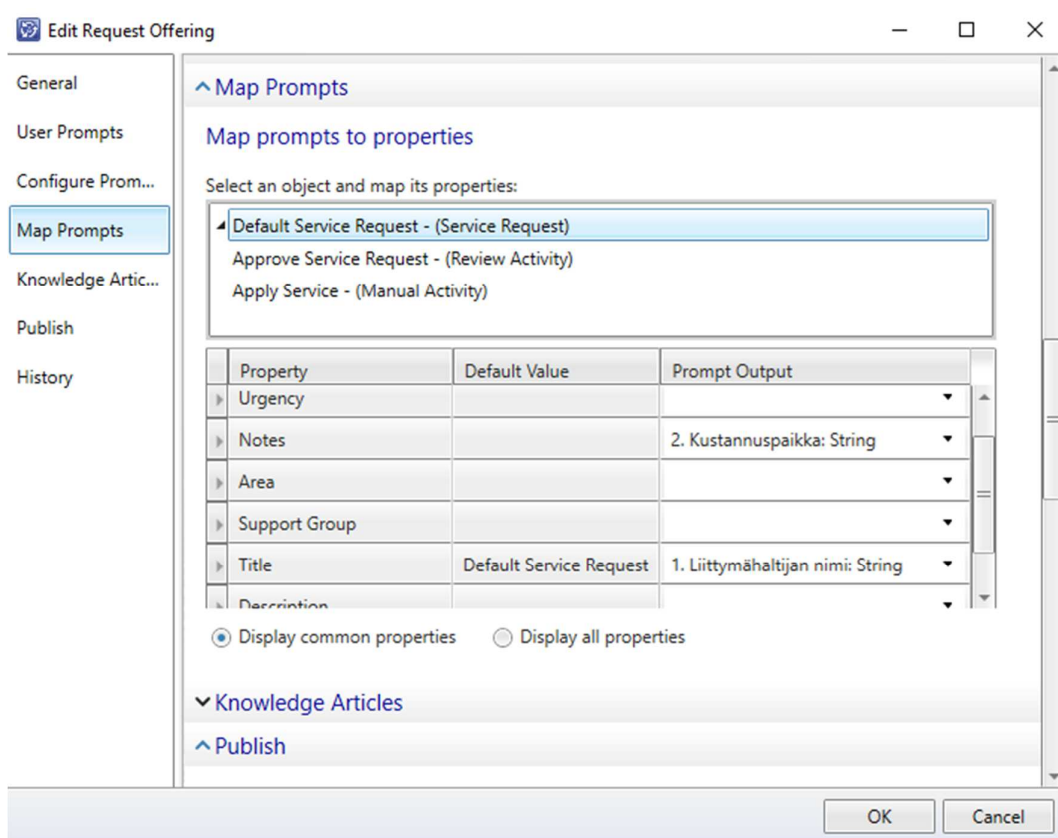 Edit Request Offering
General
User Prompts
Configure Prom...
Map Prompts
Knowledge Artic...
Publish
History
Map Prompts
Map prompts to properties
Select an object and map its properties:
Default Service Request - (Service Request)
Approve Service Request - (Review Activity)
Apply Service - (Manual Activity)
Property Default Value Prompt Output
Urgency
Notes 2. Kustannuspaikka: String
Area
Support Group
Title Default Service Request 1. Liittymähaltijan nimi: String
Description
Display common properties Display all properties
Knowledge Articles
Publish
OK Cancel